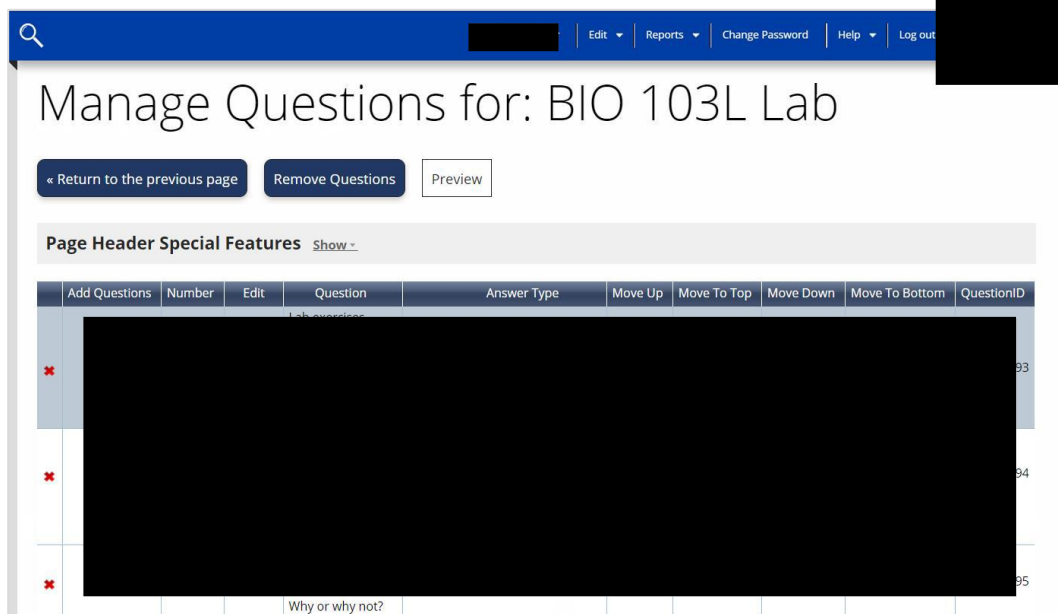 Edit Reports Change Password Help Log out
Manage Questions for: BIO 103L Lab
« Return to the previous page Remove Questions Preview
Page Header Special Features Show
Add Questions Number Edit Question Answer Type Move Up Move To Top Move Down Move To Bottom QuestionID
Lab exercises
93
94
95
Why or why not?